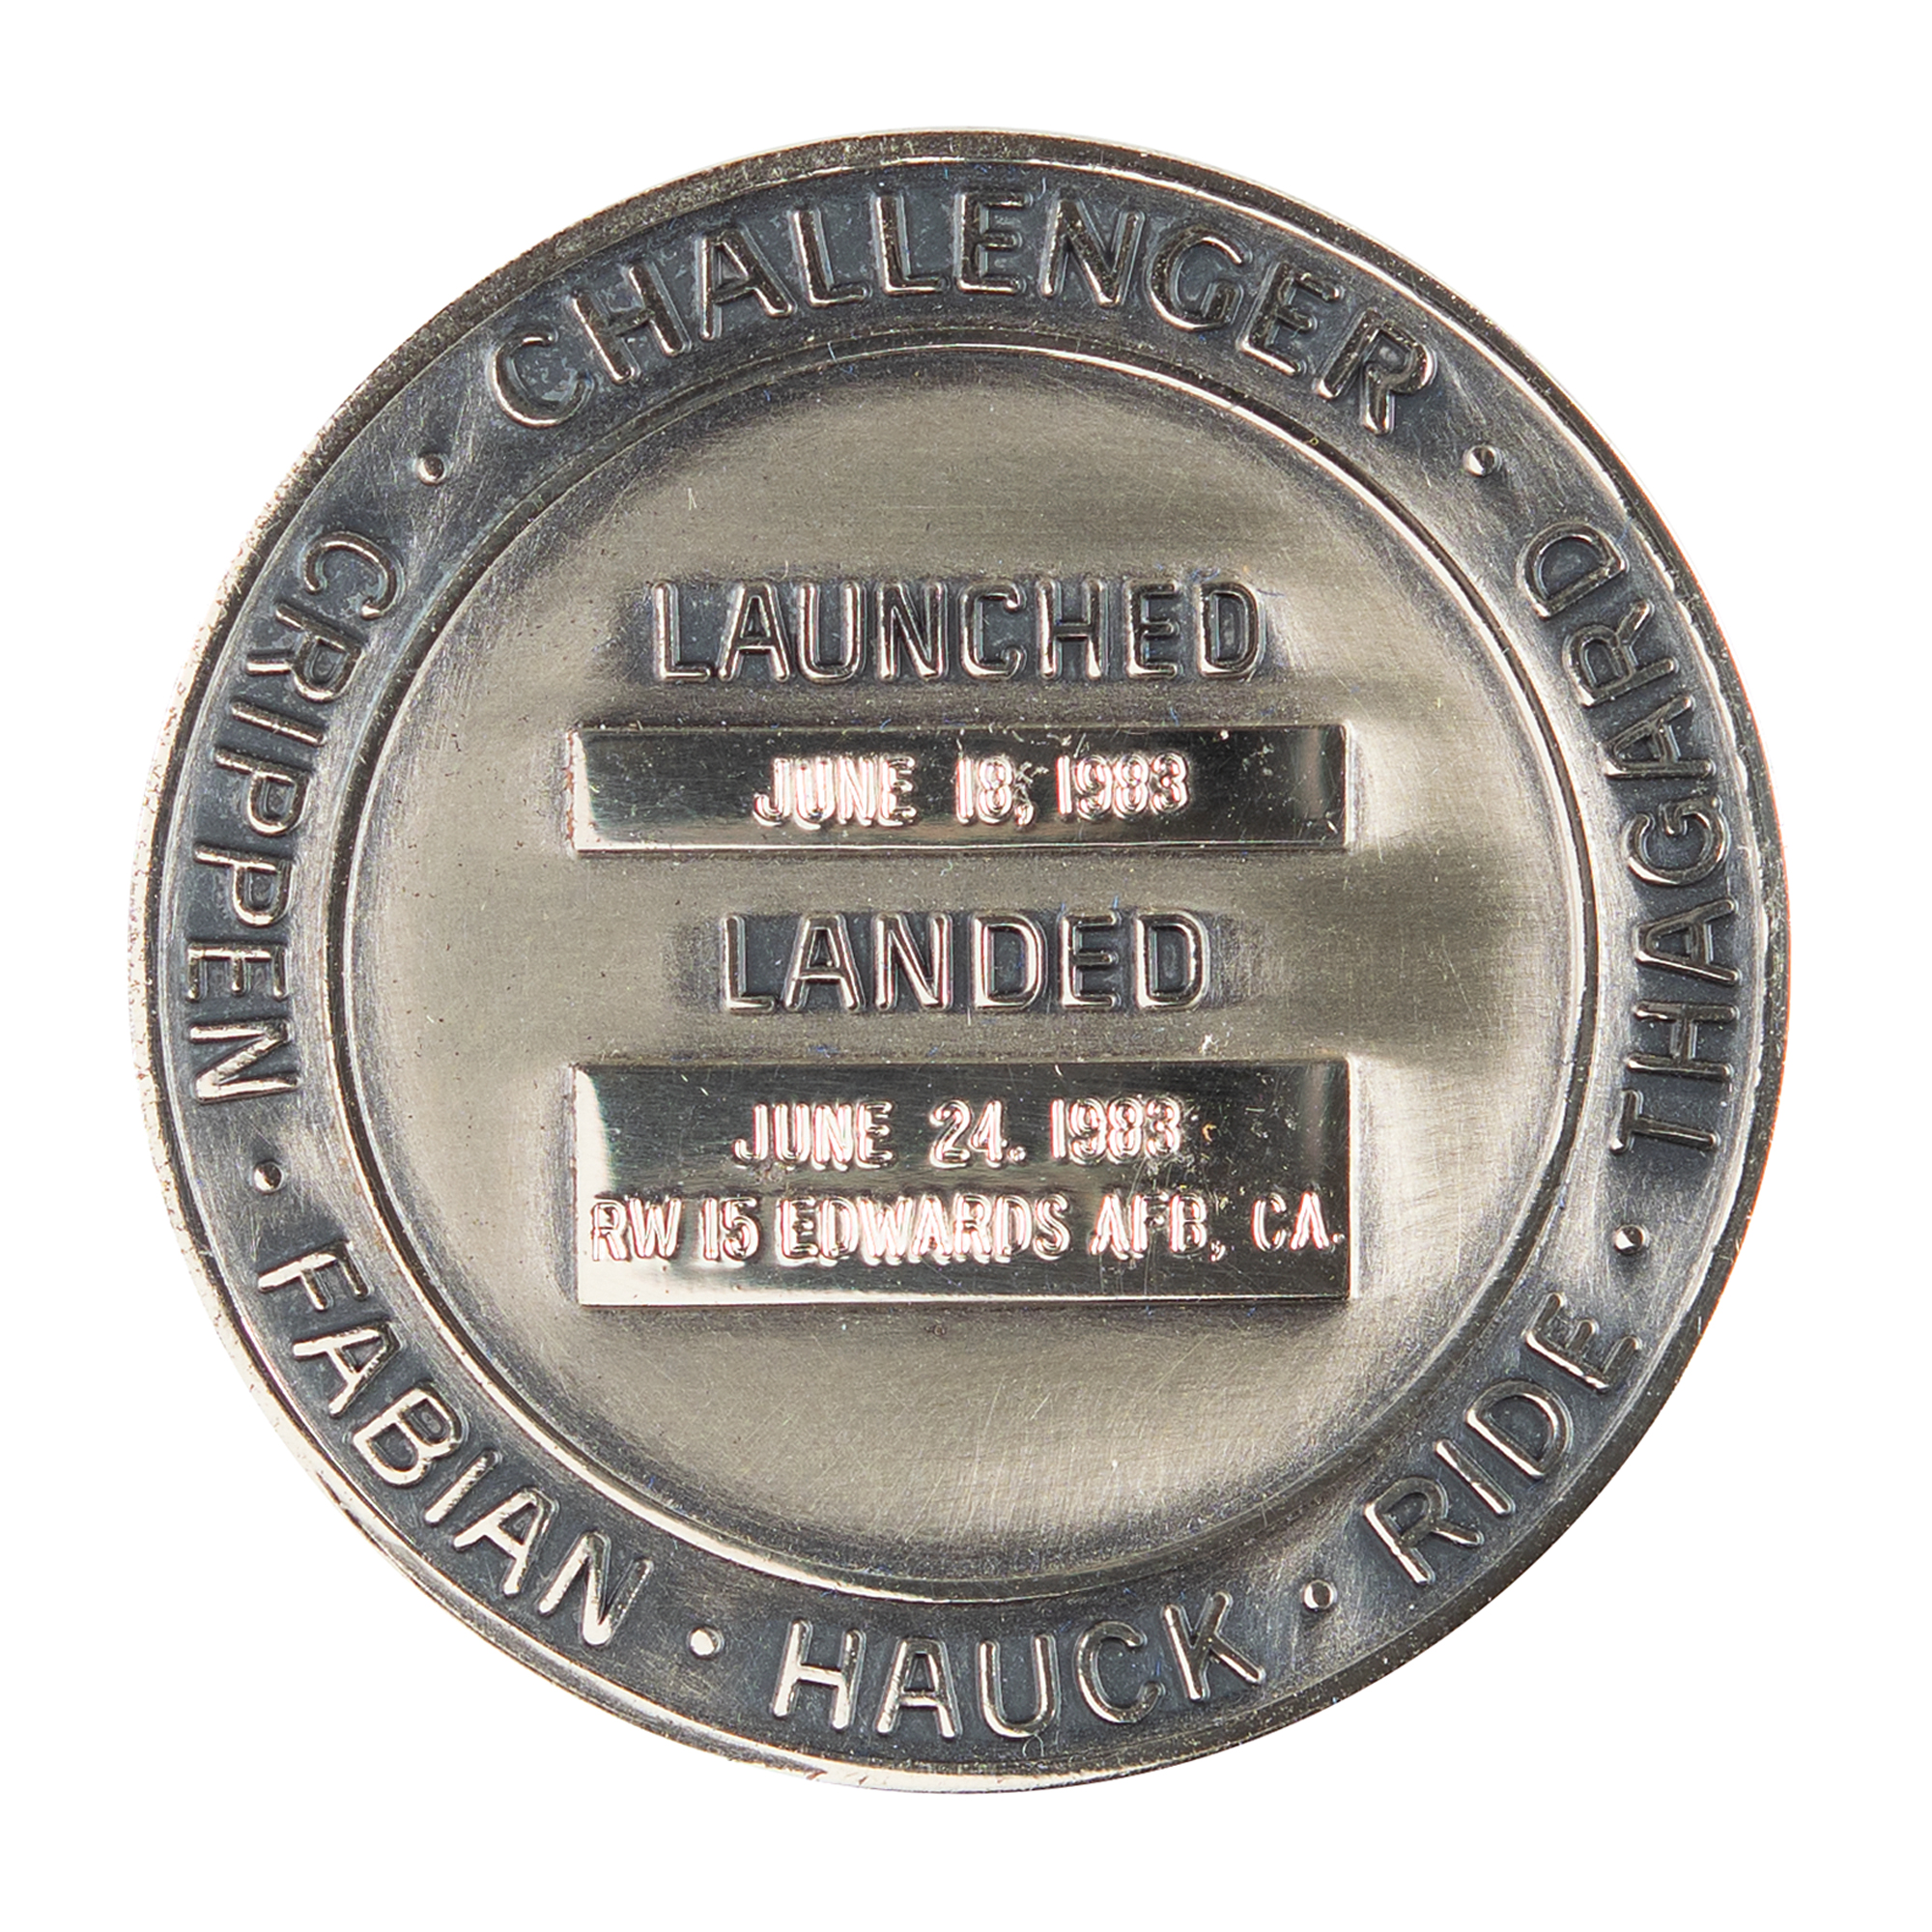 CHALLENGER
· CRIPPEN · FABIAN · HAUCK · RIDE · THAGARD ·
LAUNCHED
JUNE 18, 1983
LANDED
JUNE 24. 1983
RW 15 EDWARDS AFB, CA.